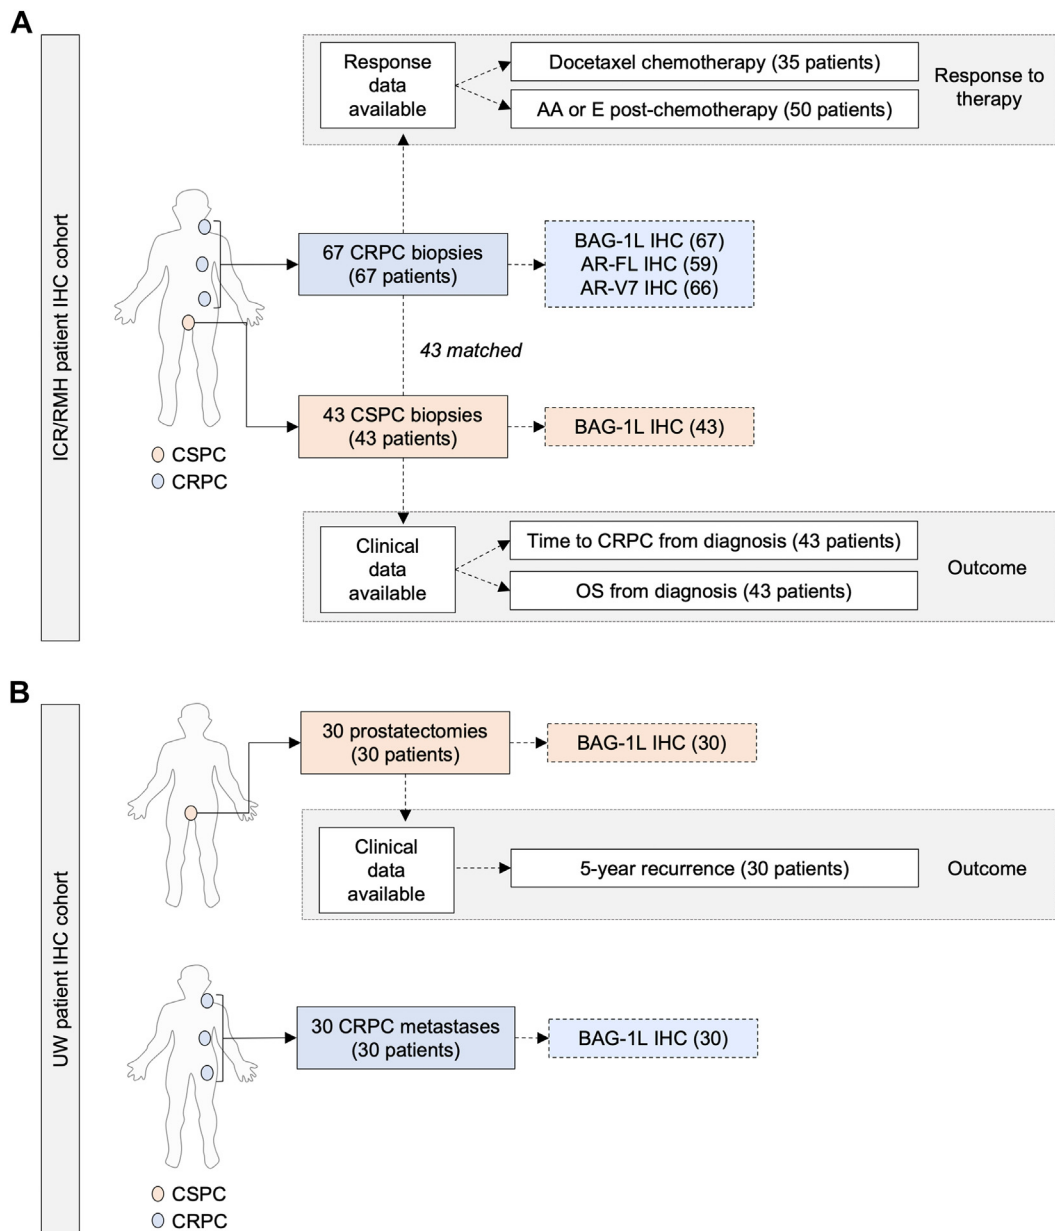 A
ICR/RMH patient IHC cohort
Response
data
available
Docetaxel chemotherapy (35 patients)
AA or E post-chemotherapy (50 patients)
Response to
therapy
67 CRPC biopsies
(67 patients)
BAG-1L IHC (67)
AR-FL IHC (59)
AR-V7 IHC (66)
43 matched
43 CSPC biopsies
(43 patients)
BAG-1L IHC (43)
CSPC
CRPC
Clinical
data
available
Time to CRPC from diagnosis (43 patients)
OS from diagnosis (43 patients)
Outcome
B
UW patient IHC cohort
30 prostatectomies
(30 patients)
BAG-1L IHC (30)
Clinical
data
available
5-year recurrence (30 patients)
Outcome
30 CRPC metastases
(30 patients)
BAG-1L IHC (30)
CSPC
CRPC